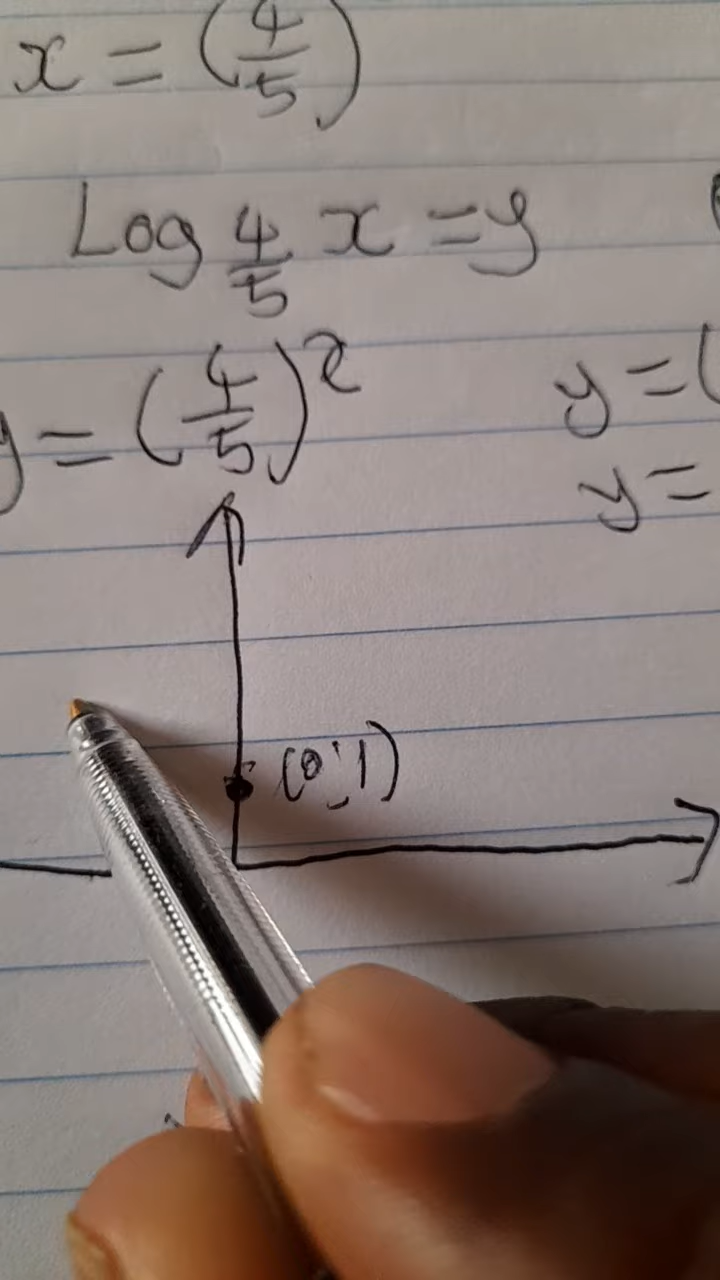 x = (4/5)
Log 4/5 x = y
y = (4/5)^x y = (
y =
(0;1)